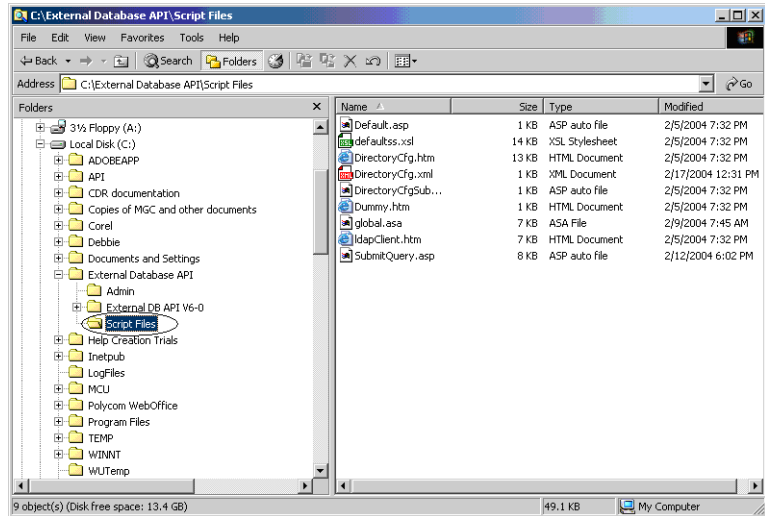 C:\External Database API\Script Files
File Edit View Favorites Tools Help
Back Search Folders
Address C:\External Database API\Script Files Go
Folders
3½ Floppy (A:)
Local Disk (C:)
ADOBEAPP
API
CDR documentation
Copies of MGC and other documents
Corel
Debbie
Documents and Settings
External Database API
Admin
External DB API V6-0
Script Files
Help Creation Trials
Inetpub
LogFiles
MCU
Polycom WebOffice
Program Files
TEMP
WINNT
WUTemp
Name Size Type Modified
Default.asp 1 KB ASP auto file 2/5/2004 7:32 PM
defaultss.xsl 14 KB XSL Stylesheet 2/5/2004 7:32 PM
DirectoryCfg.htm 13 KB HTML Document 2/5/2004 7:32 PM
DirectoryCfg.xml 1 KB XML Document 2/17/2004 12:31 PM
DirectoryCfgSub... 1 KB ASP auto file 2/5/2004 7:32 PM
Dummy.htm 1 KB HTML Document 2/5/2004 7:32 PM
global.asa 7 KB ASA File 2/9/2004 7:45 AM
ldapClient.htm 7 KB HTML Document 2/5/2004 7:32 PM
SubmitQuery.asp 8 KB ASP auto file 2/12/2004 6:02 PM
9 object(s) (Disk free space: 13.4 GB) 49.1 KB My Computer